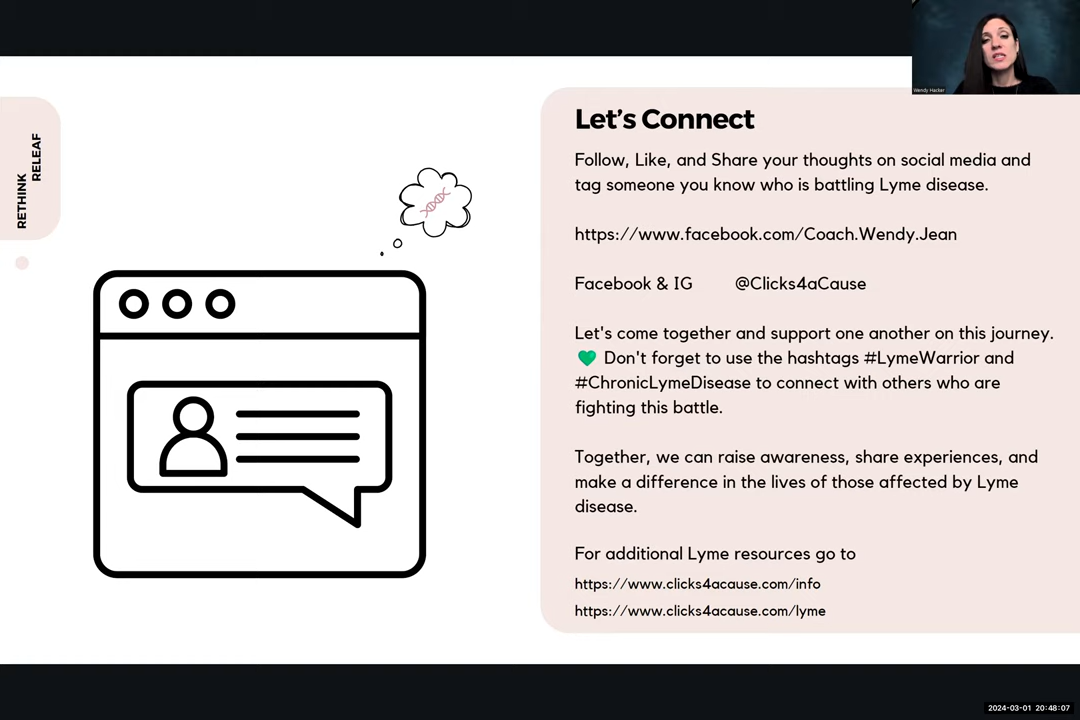 Wendy Hacker
RETHINK
RELEAF
Let's Connect
Follow, Like, and Share your thoughts on social media and
tag someone you know who is battling Lyme disease.
https://www.facebook.com/Coach.Wendy.Jean
Facebook & IG @Clicks4aCause
Let's come together and support one another on this journey.
💚 Don't forget to use the hashtags #LymeWarrior and
#ChronicLymeDisease to connect with others who are
fighting this battle.
Together, we can raise awareness, share experiences, and
make a difference in the lives of those affected by Lyme
disease.
For additional Lyme resources go to
https://www.clicks4acause.com/info
https://www.clicks4acause.com/lyme
2024-03-01 20:48:07